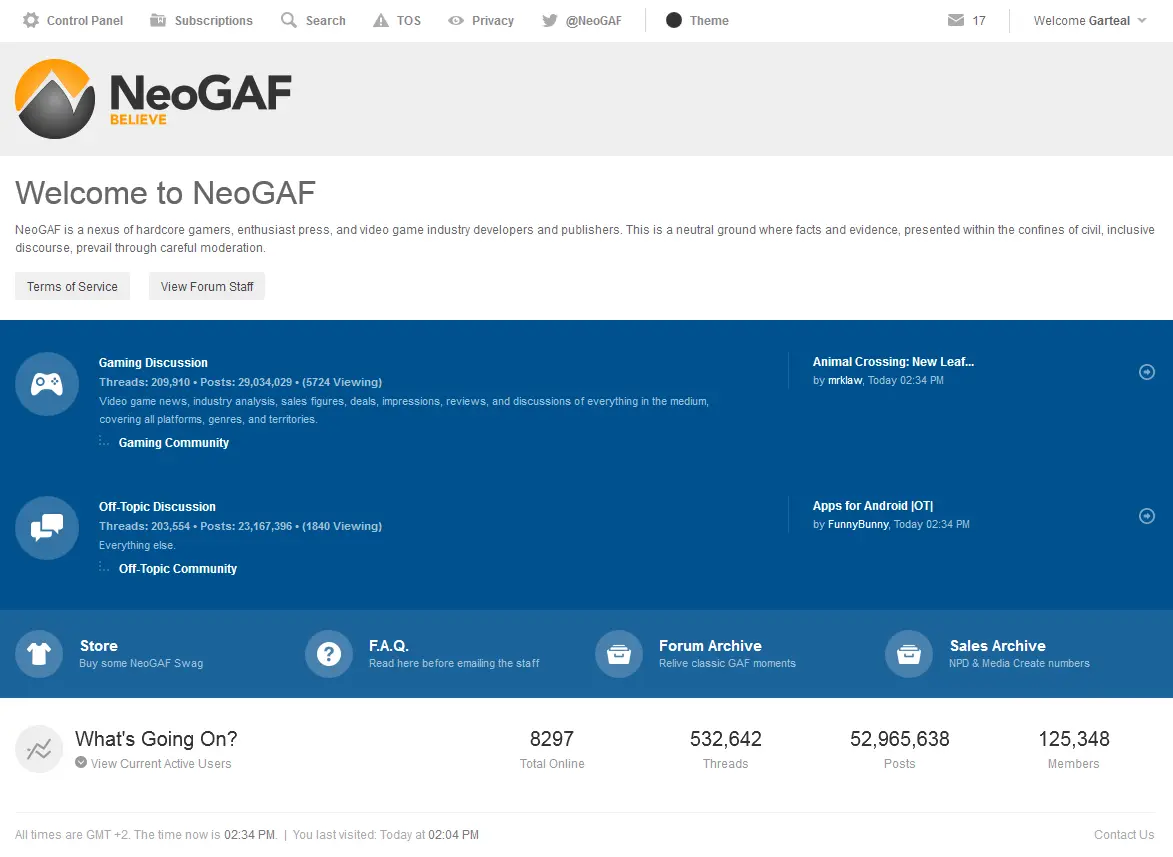 Control Panel Subscriptions Search TOS Privacy @NeoGAF Theme 17 Welcome Garteal
NeoGAF
BELIEVE
Welcome to NeoGAF
NeoGAF is a nexus of hardcore gamers, enthusiast press, and video game industry developers and publishers. This is a neutral ground where facts and evidence, presented within the confines of civil, inclusive
discourse, prevail through careful moderation.
Terms of Service View Forum Staff
Gaming Discussion
Threads: 209,910 • Posts: 29,034,029 • (5724 Viewing)
Video game news, industry analysis, sales figures, deals, impressions, reviews, and discussions of everything in the medium,
covering all platforms, genres, and territories.
Gaming Community
Animal Crossing: New Leaf...
by mrklaw, Today 02:34 PM
Off-Topic Discussion
Threads: 203,554 • Posts: 23,167,396 • (1840 Viewing)
Everything else.
Off-Topic Community
Apps for Android |OT|
by FunnyBunny, Today 02:34 PM
Store
Buy some NeoGAF Swag
F.A.Q.
Read here before emailing the staff
Forum Archive
Relive classic GAF moments
Sales Archive
NPD & Media Create numbers
What's Going On?
View Current Active Users
8297
Total Online
532,642
Threads
52,965,638
Posts
125,348
Members
All times are GMT +2. The time now is 02:34 PM. | You last visited: Today at 02:04 PM
Contact Us